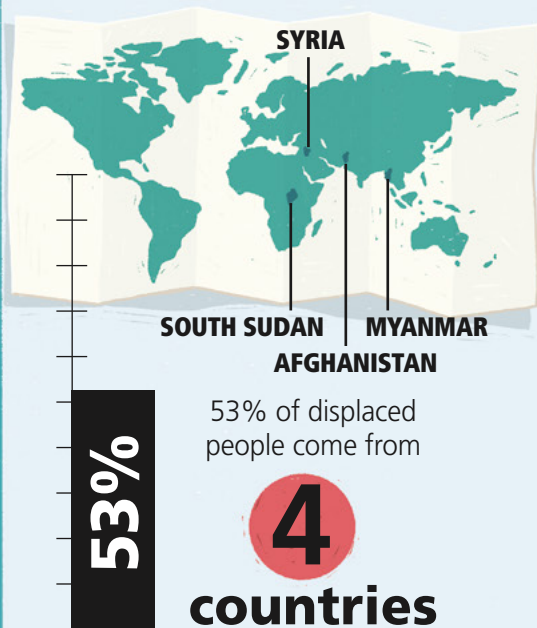 SYRIA
SOUTH SUDAN
MYANMAR
AFGHANISTAN
53% of displaced
people come from
4
countries
53%